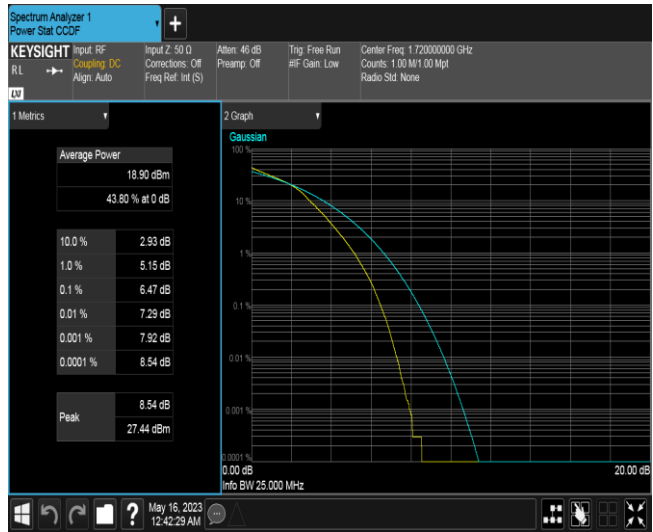 Spectrum Analyzer 1
Power Stat CCDF
+
KEYSIGHT
RL
LXI
Input: RF
Coupling: DC
Align: Auto
Input Z: 50 Ω
Corrections: Off
Freq Ref: Int (S)
Atten: 46 dB
Preamp: Off
Trig: Free Run
#IF Gain: Low
Center Freq: 1.720000000 GHz
Counts: 1.00 M/1.00 Mpt
Radio Std: None
1 Metrics
Average Power
18.90 dBm
43.80 % at 0 dB
10.0 % 2.93 dB
1.0 % 5.15 dB
0.1 % 6.47 dB
0.01 % 7.29 dB
0.001 % 7.92 dB
0.0001 % 8.54 dB
Peak
8.54 dB
27.44 dBm
2 Graph
Gaussian
100 %
10 %
1 %
0.1 %
0.01 %
0.001 %
0.0001 %
0.00 dB
20.00 dB
Info BW 25.000 MHz
?
May 16, 2023
12:42:29 AM